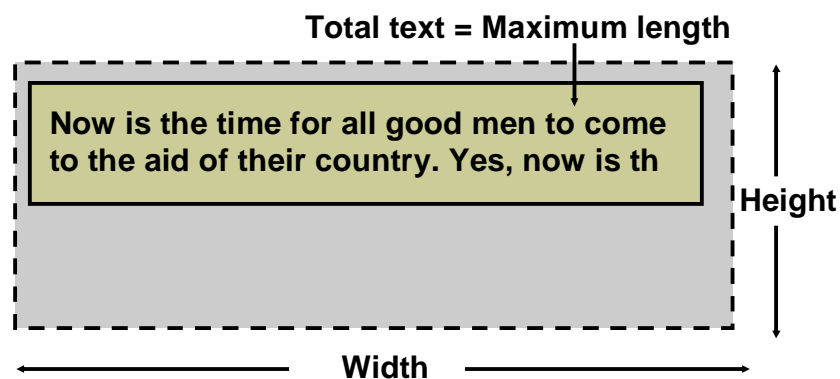 Total text = Maximum length
Now is the time for all good men to come
to the aid of their country. Yes, now is th
Height
Width